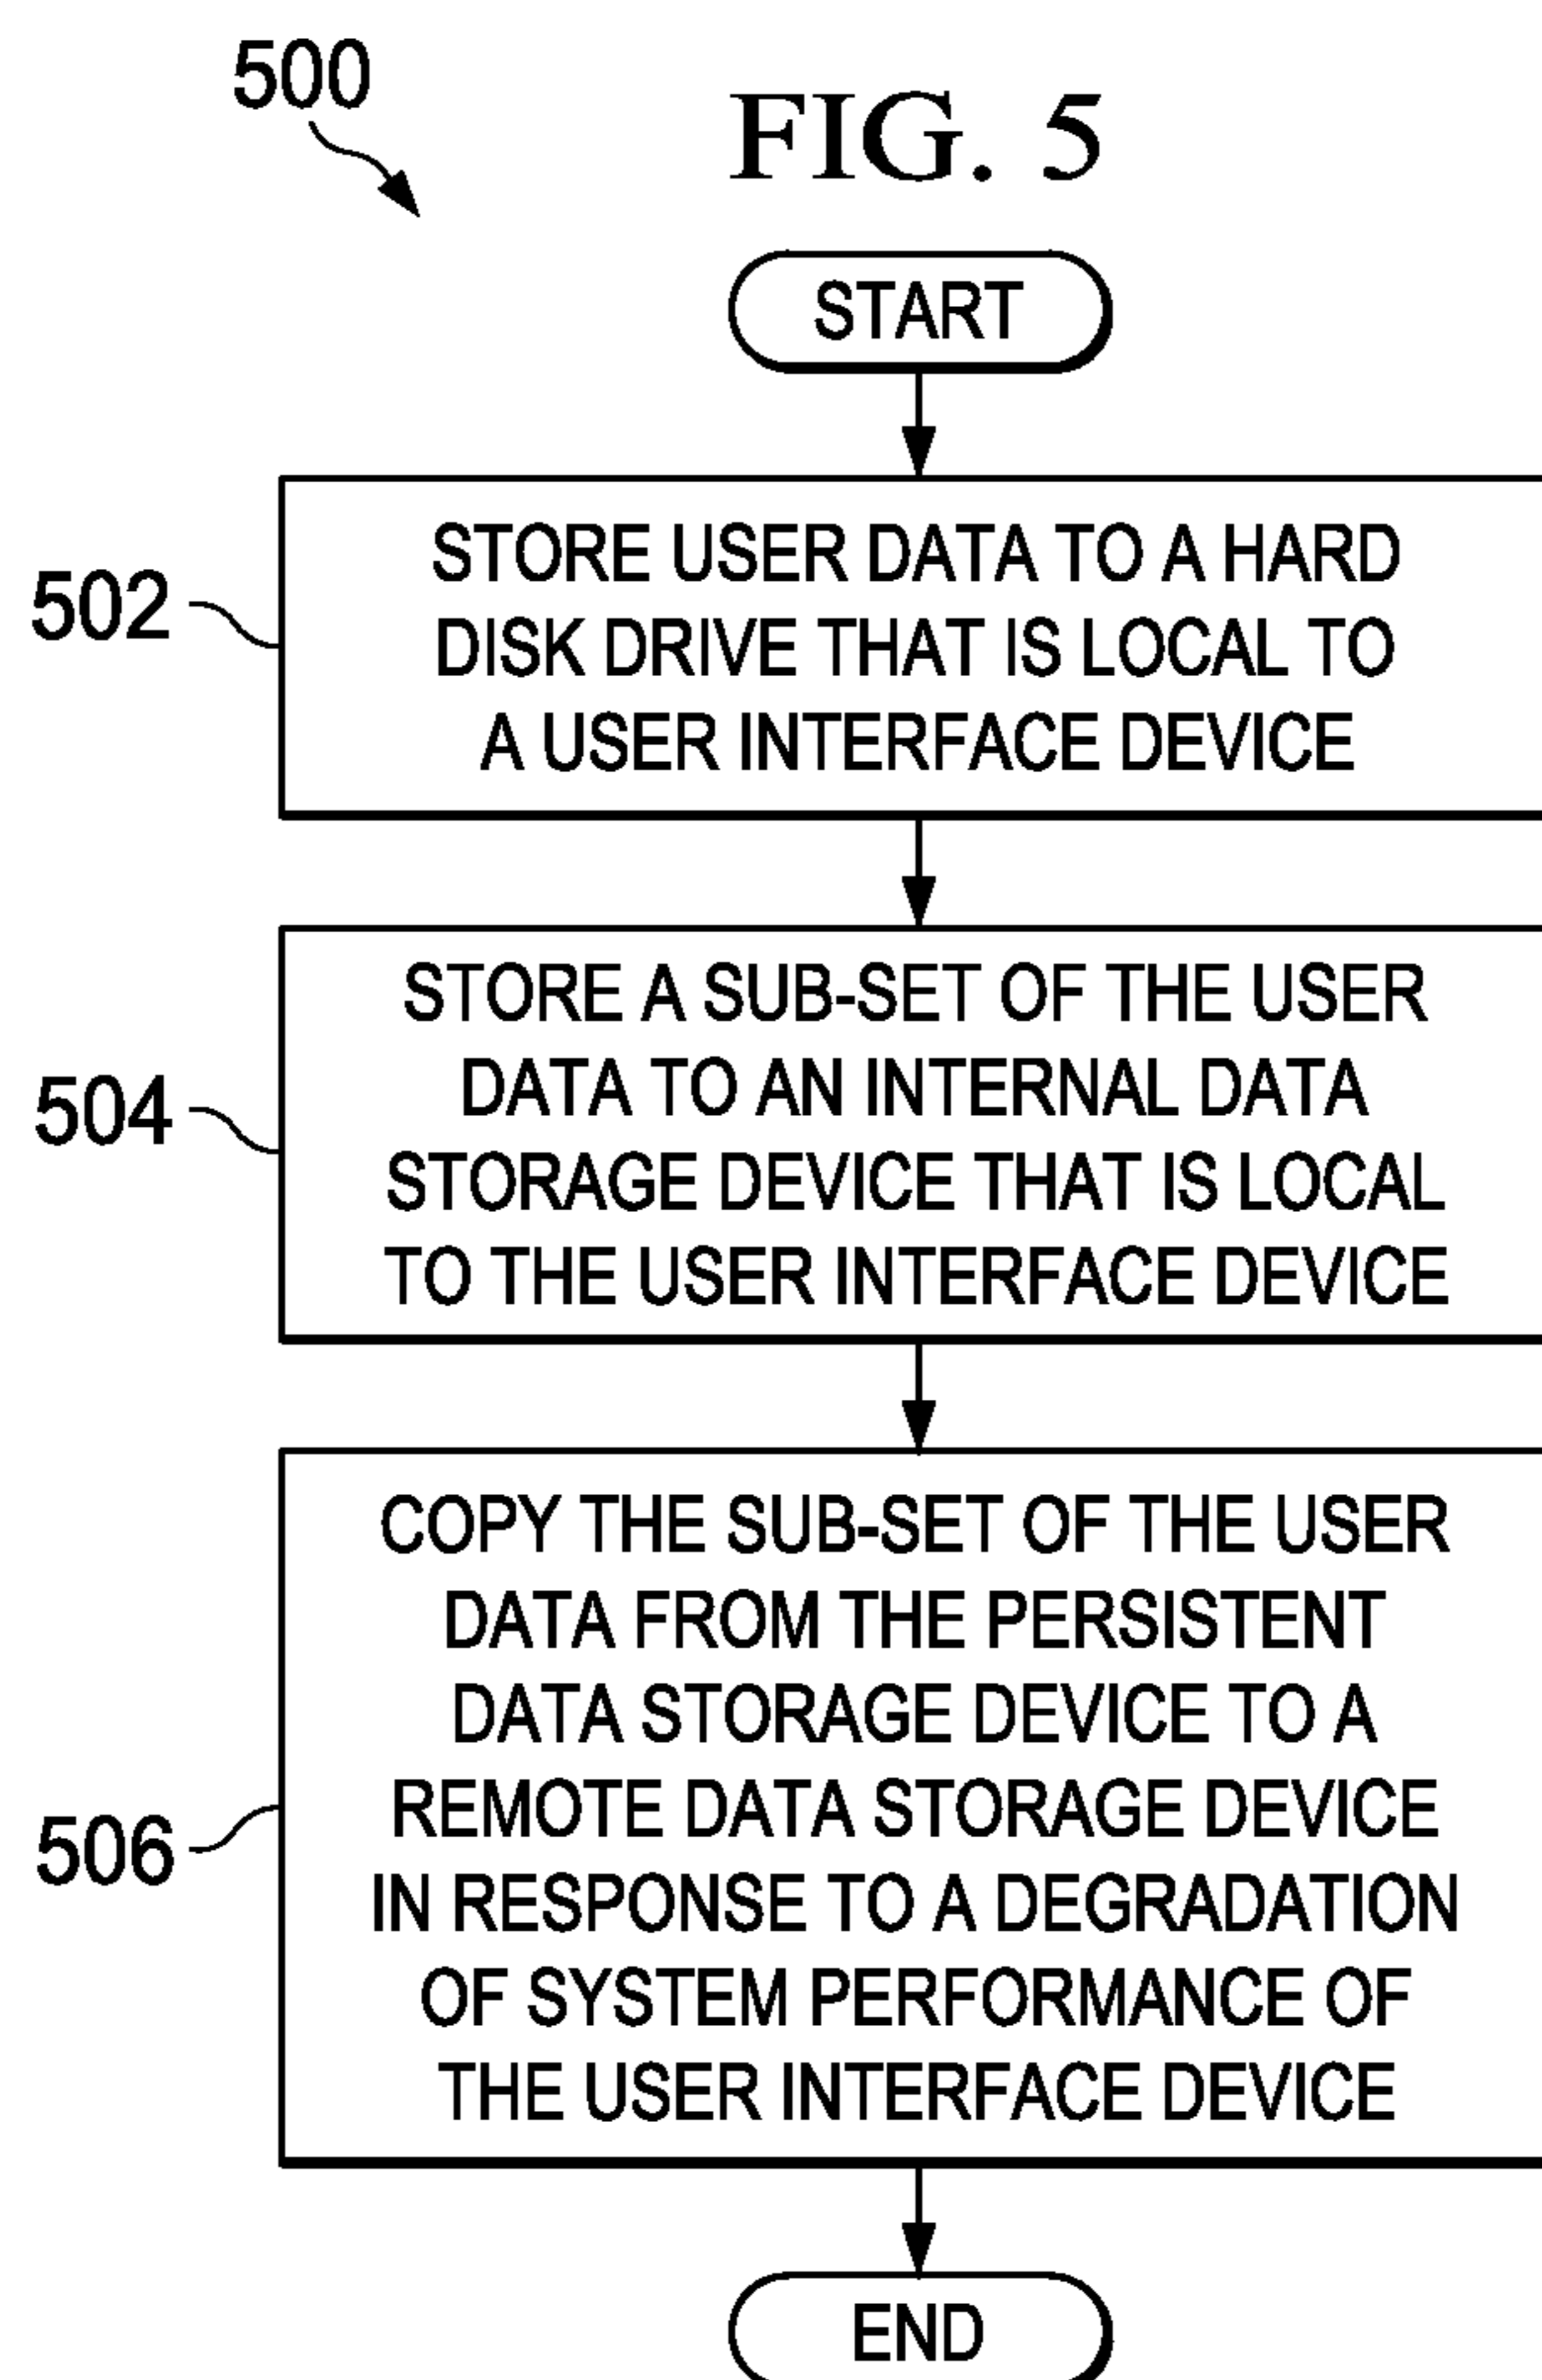 500
FIG. 5
START
502
STORE USER DATA TO A HARD
DISK DRIVE THAT IS LOCAL TO
A USER INTERFACE DEVICE
504
STORE A SUB-SET OF THE USER
DATA TO AN INTERNAL DATA
STORAGE DEVICE THAT IS LOCAL
TO THE USER INTERFACE DEVICE
506
COPY THE SUB-SET OF THE USER
DATA FROM THE PERSISTENT
DATA STORAGE DEVICE TO A
REMOTE DATA STORAGE DEVICE
IN RESPONSE TO A DEGRADATION
OF SYSTEM PERFORMANCE OF
THE USER INTERFACE DEVICE
END